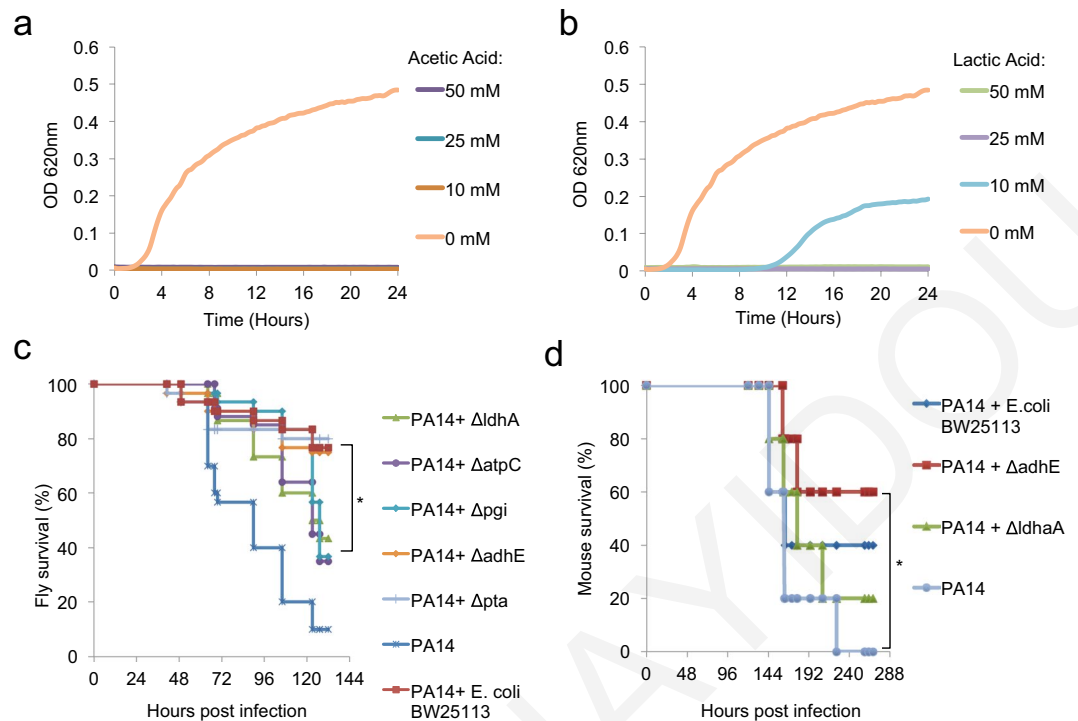 a
0.6
0.5
0.4
0.3
0.2
0.1
0
OD 620nm
0 4 8 12 16 20 24
Time (Hours)
Acetic Acid:
50 mM
25 mM
10 mM
0 mM
b
0.6
0.5
0.4
0.3
0.2
0.1
0
OD 620nm
0 4 8 12 16 20 24
Time (Hours)
Lactic Acid:
50 mM
25 mM
10 mM
0 mM
c
100
80
60
40
20
0
Fly survival (%)
0 24 48 72 96 120 144
Hours post infection
*
PA14+ ΔldhA
PA14+ ΔatpC
PA14+ Δpgi
PA14+ ΔadhE
PA14+ Δpta
PA14
PA14+ E. coli
BW25113
d
100
80
60
40
20
0
Mouse survival (%)
0 48 96 144 192 240 288
Hours post infection
*
PA14 + E.coli
BW25113
PA14 + ΔadhE
PA14 + ΔldhaA
PA14